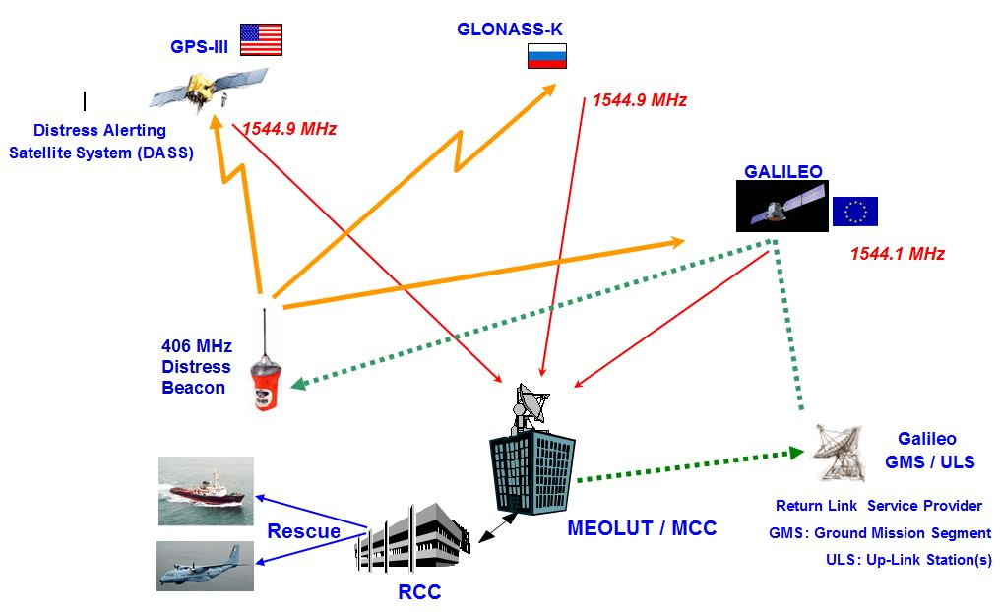 GLONASS-K
GPS-III
1544.9 MHz
1544.9 MHz
Distress Alerting
Satellite System (DASS)
GALILEO
1544.1 MHz
406 MHz
Distress
Beacon
Galileo
GMS / ULS
Return Link Service Provider
GMS: Ground Mission Segment
ULS: Up-Link Station(s)
MEOLUT / MCC
Rescue
RCC